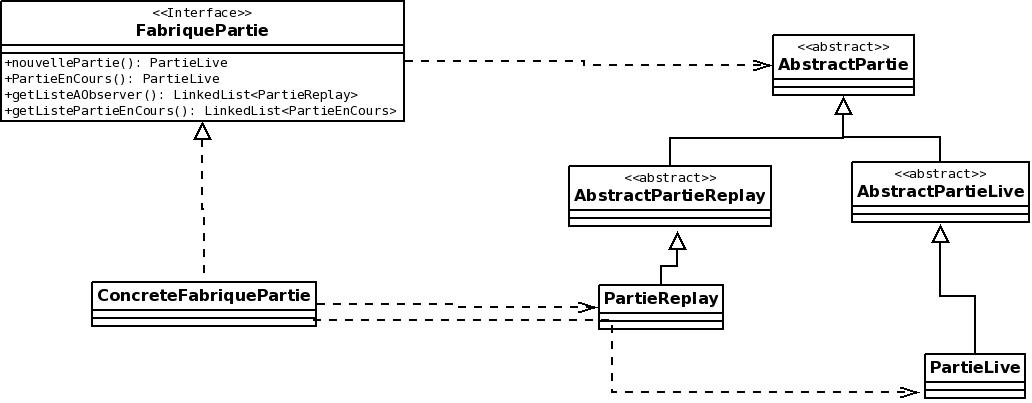 <<Interface>>
FabriquePartie
+nouvellePartie(): PartieLive
+PartieEnCours(): PartieLive
+getListeAObserver(): LinkedList<PartieReplay>
+getListePartieEnCours(): LinkedList<PartieEnCours>
<<abstract>>
AbstractPartie
<<abstract>>
AbstractPartieReplay
<<abstract>>
AbstractPartieLive
ConcreteFabriquePartie
PartieReplay
PartieLive